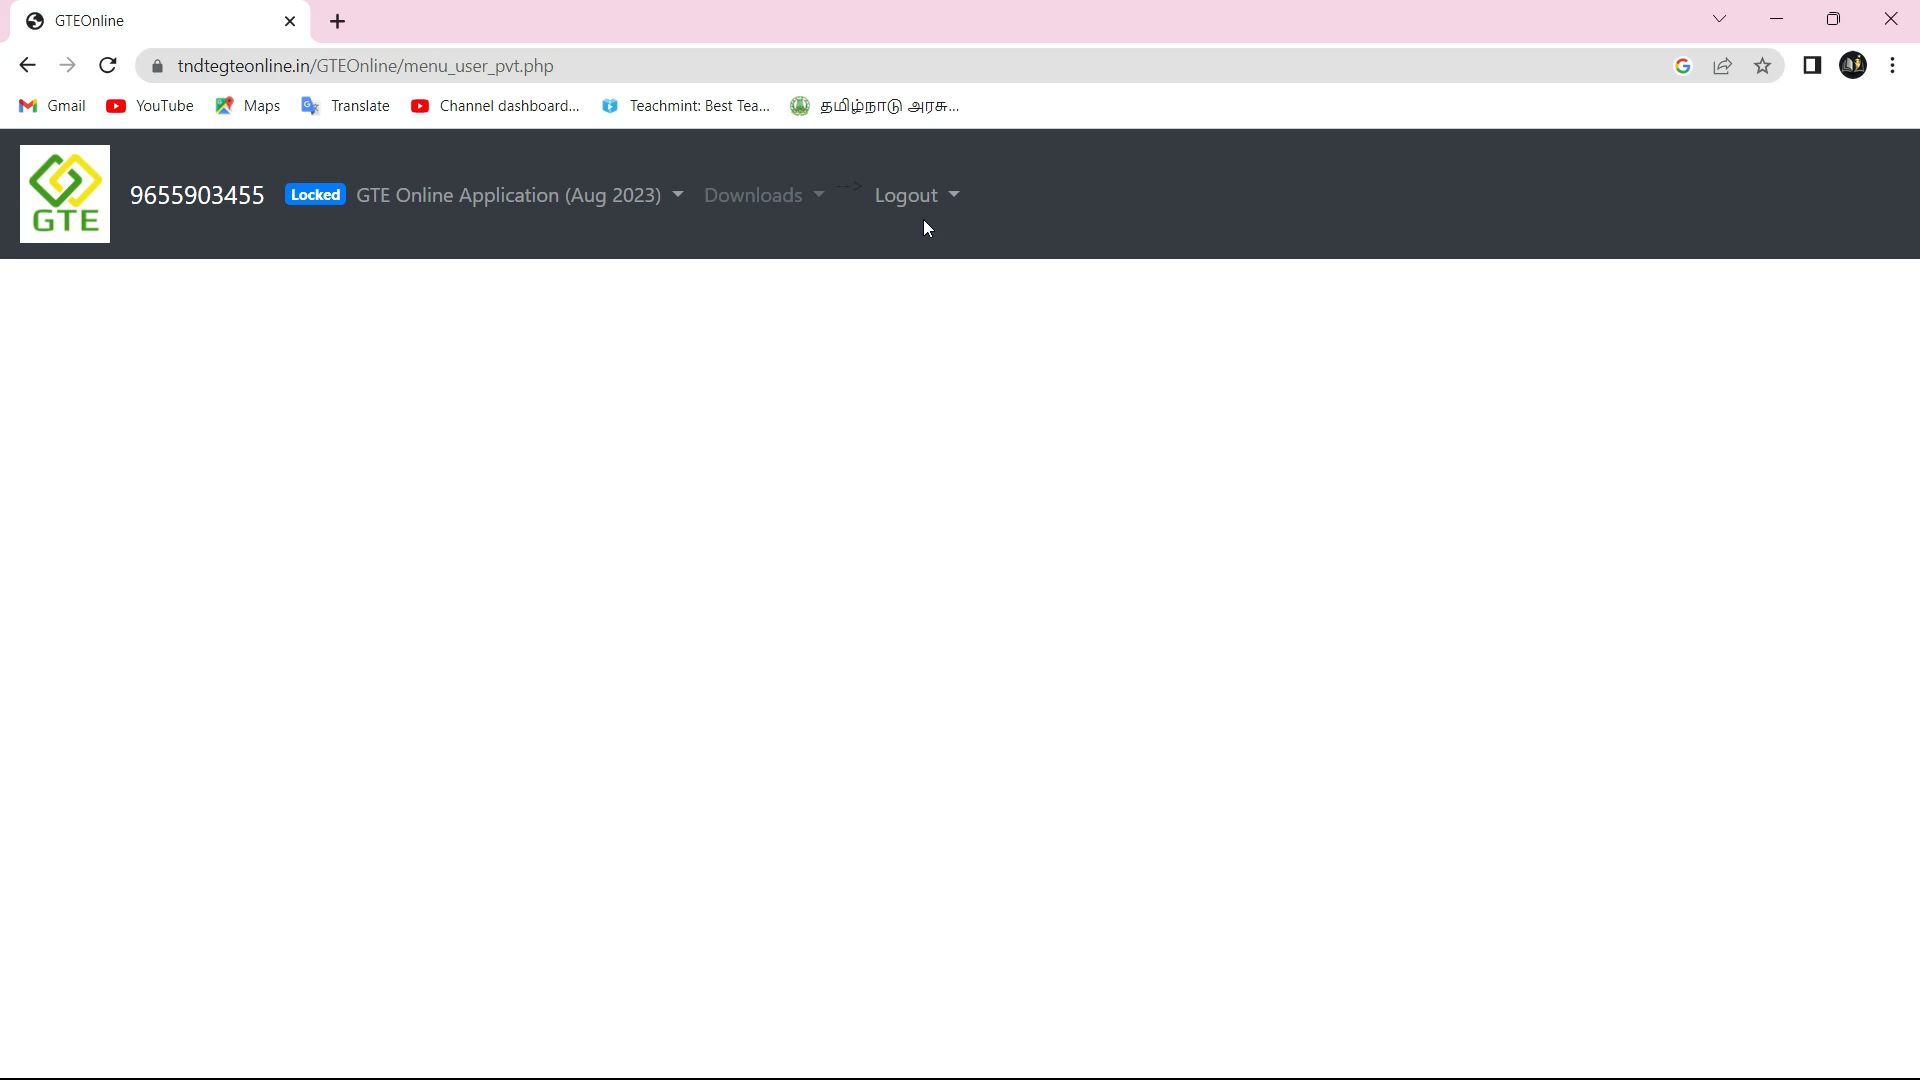 GTEOnline
tndtegteonline.in/GTEOnline/menu_user_pvt.php
Gmail YouTube Maps Translate Channel dashboard... Teachmint: Best Tea... தமிழ்நாடு அரசு...
GTE 9655903455 Locked GTE Online Application (Aug 2023) Downloads --> Logout